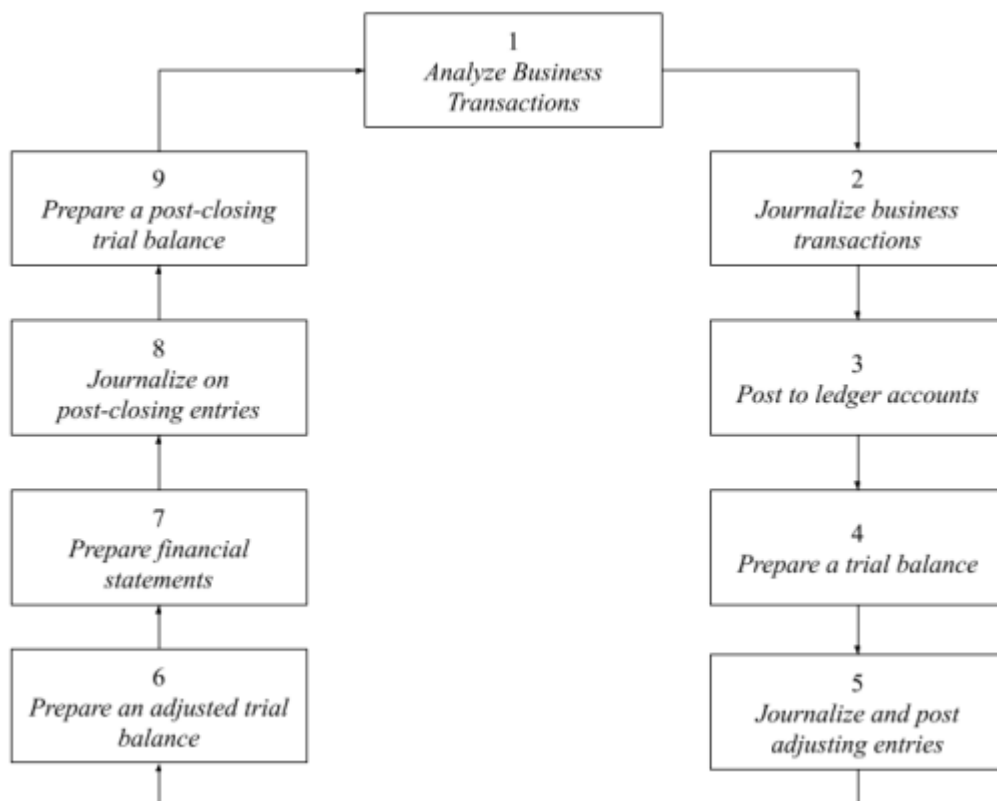 1
Analyze Business
Transactions
2
Journalize business
transactions
3
Post to ledger accounts
4
Prepare a trial balance
5
Journalize and post
adjusting entries
6
Prepare an adjusted trial
balance
7
Prepare financial
statements
8
Journalize on
post-closing entries
9
Prepare a post-closing
trial balance